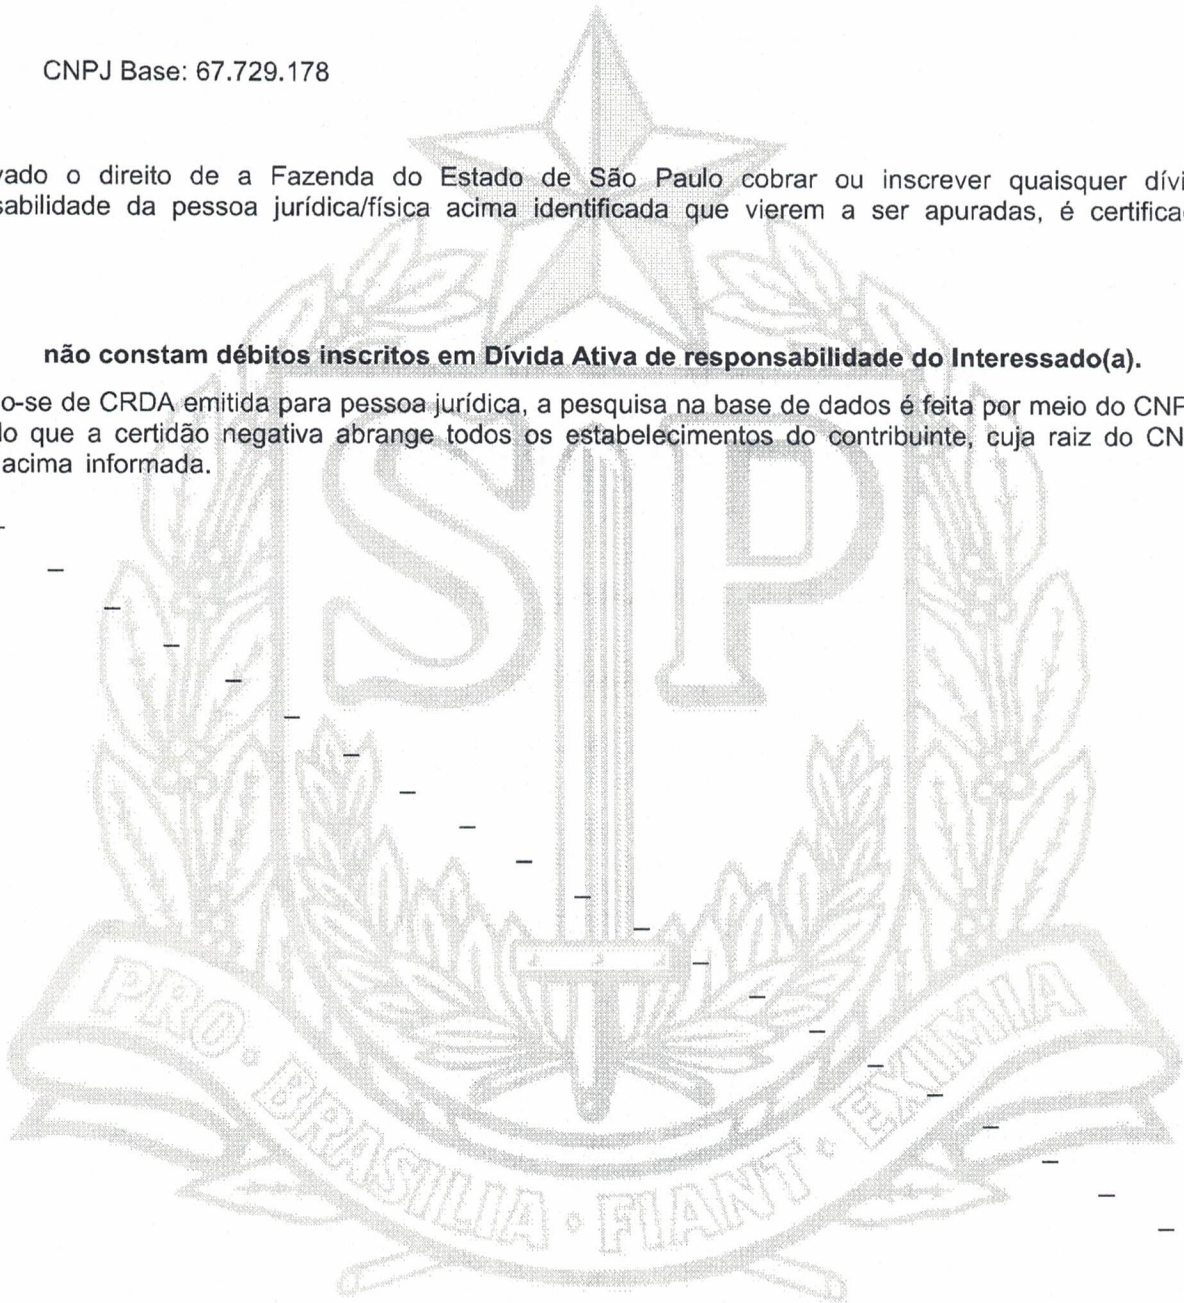 CNPJ Base: 67.729.178
vado o direito de a Fazenda do Estado de São Paulo cobrar ou inscrever quaisquer dívi
sabilidade da pessoa jurídica/física acima identificada que vierem a ser apuradas, é certifica
não constam débitos inscritos em Dívida Ativa de responsabilidade do Interessado(a).
o-se de CRDA emitida para pessoa jurídica, a pesquisa na base de dados é feita por meio do CNP
do que a certidão negativa abrange todos os estabelecimentos do contribuinte, cuja raiz do CN
acima informada.
SP
PRO • BRASILIA • FIANT • EXIMIA